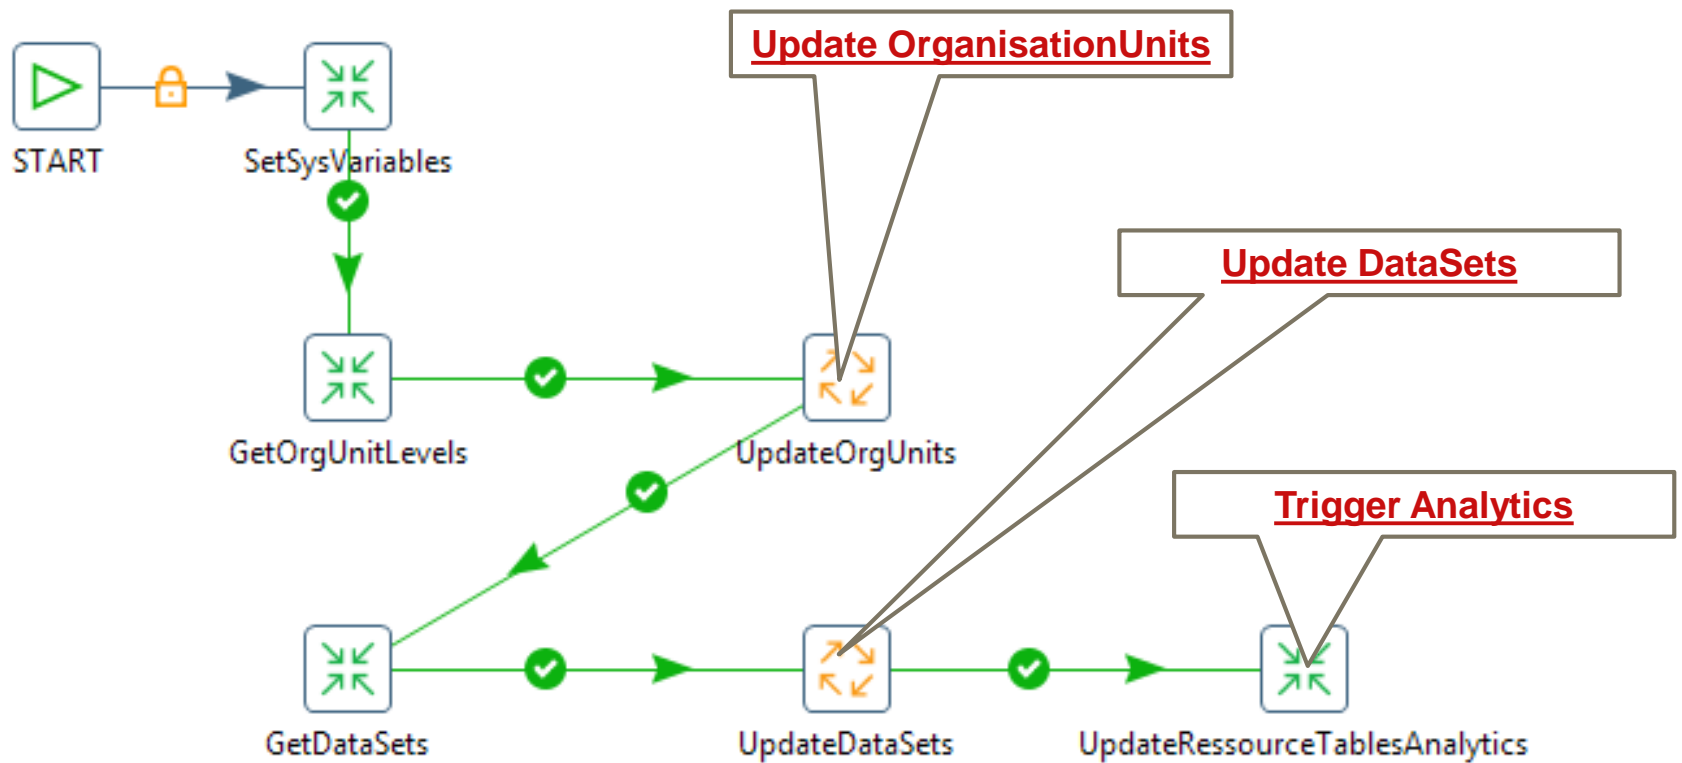 Update OrganisationUnits
START
SetSysVariables
Update DataSets
GetOrgUnitLevels
UpdateOrgUnits
Trigger Analytics
GetDataSets
UpdateDataSets
UpdateRessourceTablesAnalytics